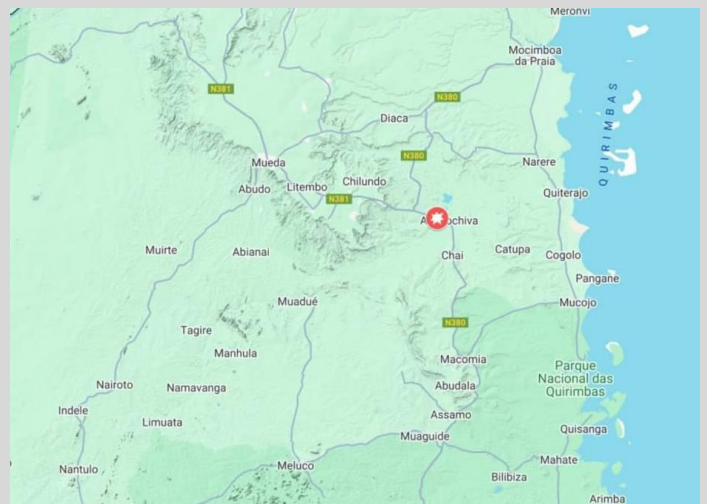 Meronvi
Mocimboa
da Praia
N381
N380
QUIRIMBAS
Diaca
N380
Mueda
Narere
Abudo
Litembo
Chilundo
N381
Quiterajo
Muirte
Abianai
Chai
Catupa
Cogolo
Pangane
Muadué
Mucojo
Tagire
N380
Manhula
Macomia
Parque
Nacional das
Quirimbas
Nairoto
Namavanga
Abudala
Indele
Limuata
Assamo
Muaguide
Quisanga
Nantulo
Meluco
Mahate
Bilibiza
Arimba